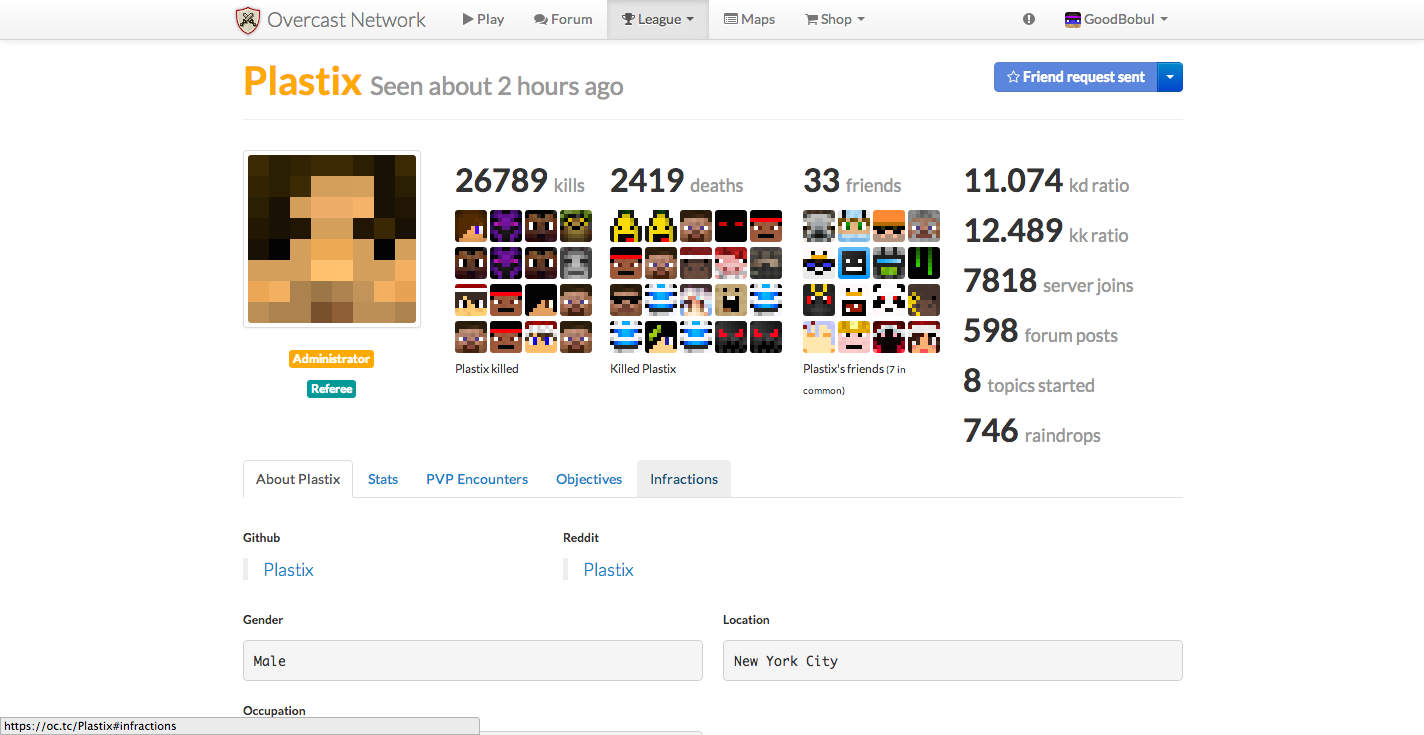 Overcast Network Play Forum League Maps Shop GoodBobul
Plastix Seen about 2 hours ago
Friend request sent
26789 kills
2419 deaths
33 friends
11.074 kd ratio
12.489 kk ratio
7818 server joins
598 forum posts
8 topics started
746 raindrops
Administrator
Referee
Plastix killed
Killed Plastix
Plastix's friends (7 in
common)
About Plastix Stats PVP Encounters Objectives Infractions
Github
Plastix
Reddit
Plastix
Gender
Male
Location
New York City
Occupation
https://oc.tc/Plastix#infractions